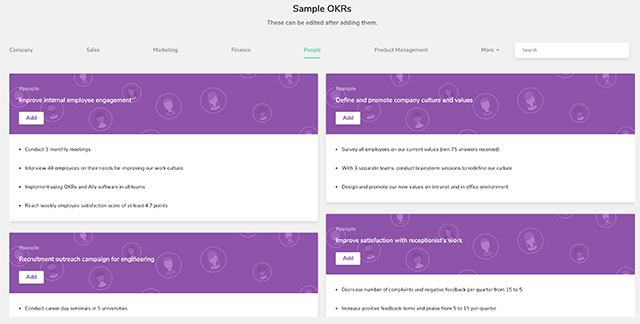 Sample OKRs
These can be edited after adding them.
Company Sales Marketing Finance People Product Management More Search
#people
Improve internal employee engagement
Add
Conduct 3 monthly meetings
Interview 48 employees on their needs for improving our work culture.
Implement using OKRs and Ally software in all teams
Reach weekly employee satisfaction score of at least 4.7 points
#people
Recruitment outreach campaign for engineering
Add
Conduct career day seminars in 5 universities
#people
Define and promote company culture and values
Add
Survey all employees on our current values (min 75 answers received)
With 3 separate teams, conduct brainstorm sessions to redefine our culture
Design and promote our new values on intranet and in office environment
#people
Improve satisfaction with receptionist's work
Add
Decrease number of complaints and negative feedback per quarter from 15 to 5
Increase positive feedback items and praise from 5 to 15 per quarter